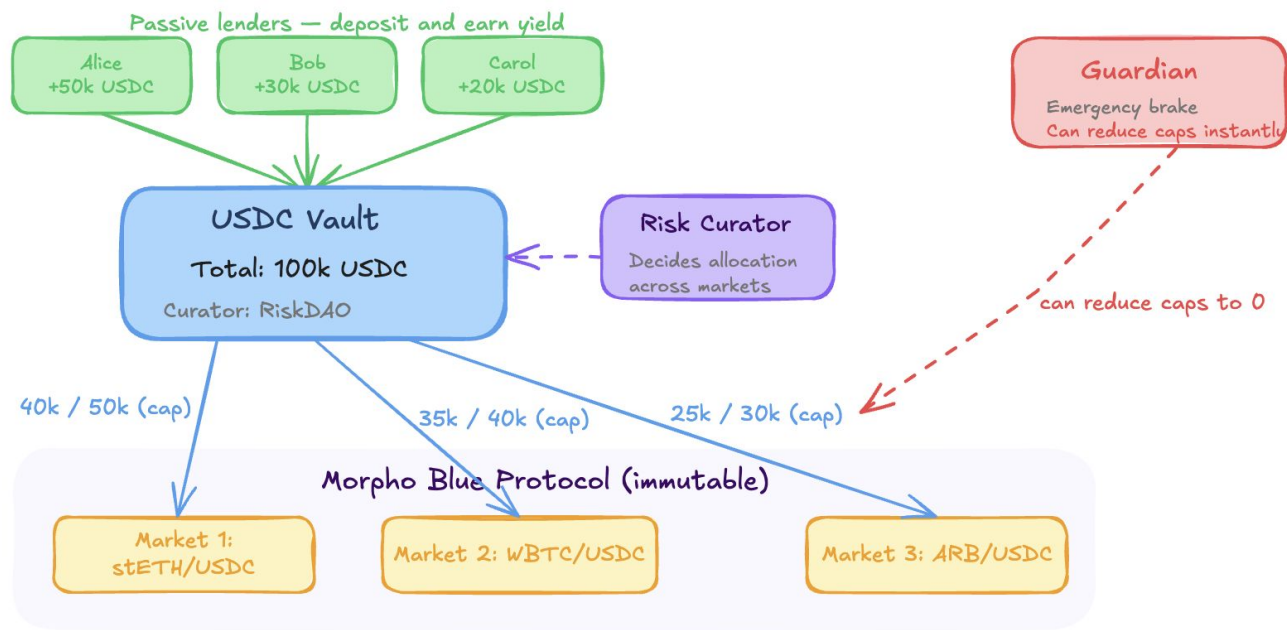 Passive lenders — deposit and earn yield
Alice
+50k USDC
Bob
+30k USDC
Carol
+20k USDC
Guardian
Emergency brake
Can reduce caps instantly
USDC Vault
Total: 100k USDC
Curator: RiskDAO
Risk Curator
Decides allocation
across markets
can reduce caps to 0
40k / 50k (cap)
35k / 40k (cap)
25k / 30k (cap)
Morpho Blue Protocol (immutable)
Market 1:
stETH/USDC
Market 2: WBTC/USDC
Market 3: ARB/USDC